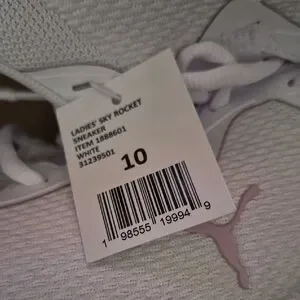 LADIES' SKY ROCKET
SNEAKER
ITEM 1888601
WHITE
31239501
10
1 98555 19994 9